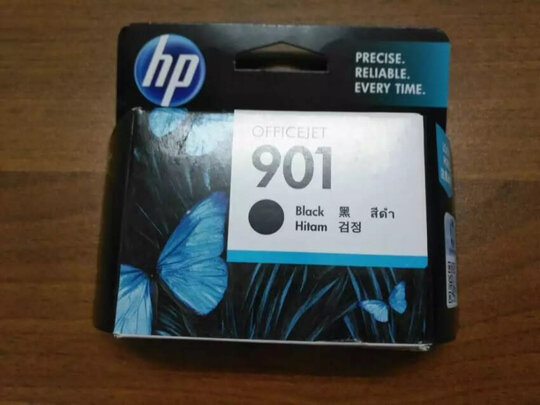 hp
PRECISE.
RELIABLE.
EVERY TIME.
OFFICEJET
901
Black 黑 สีดำ
Hitam 검정